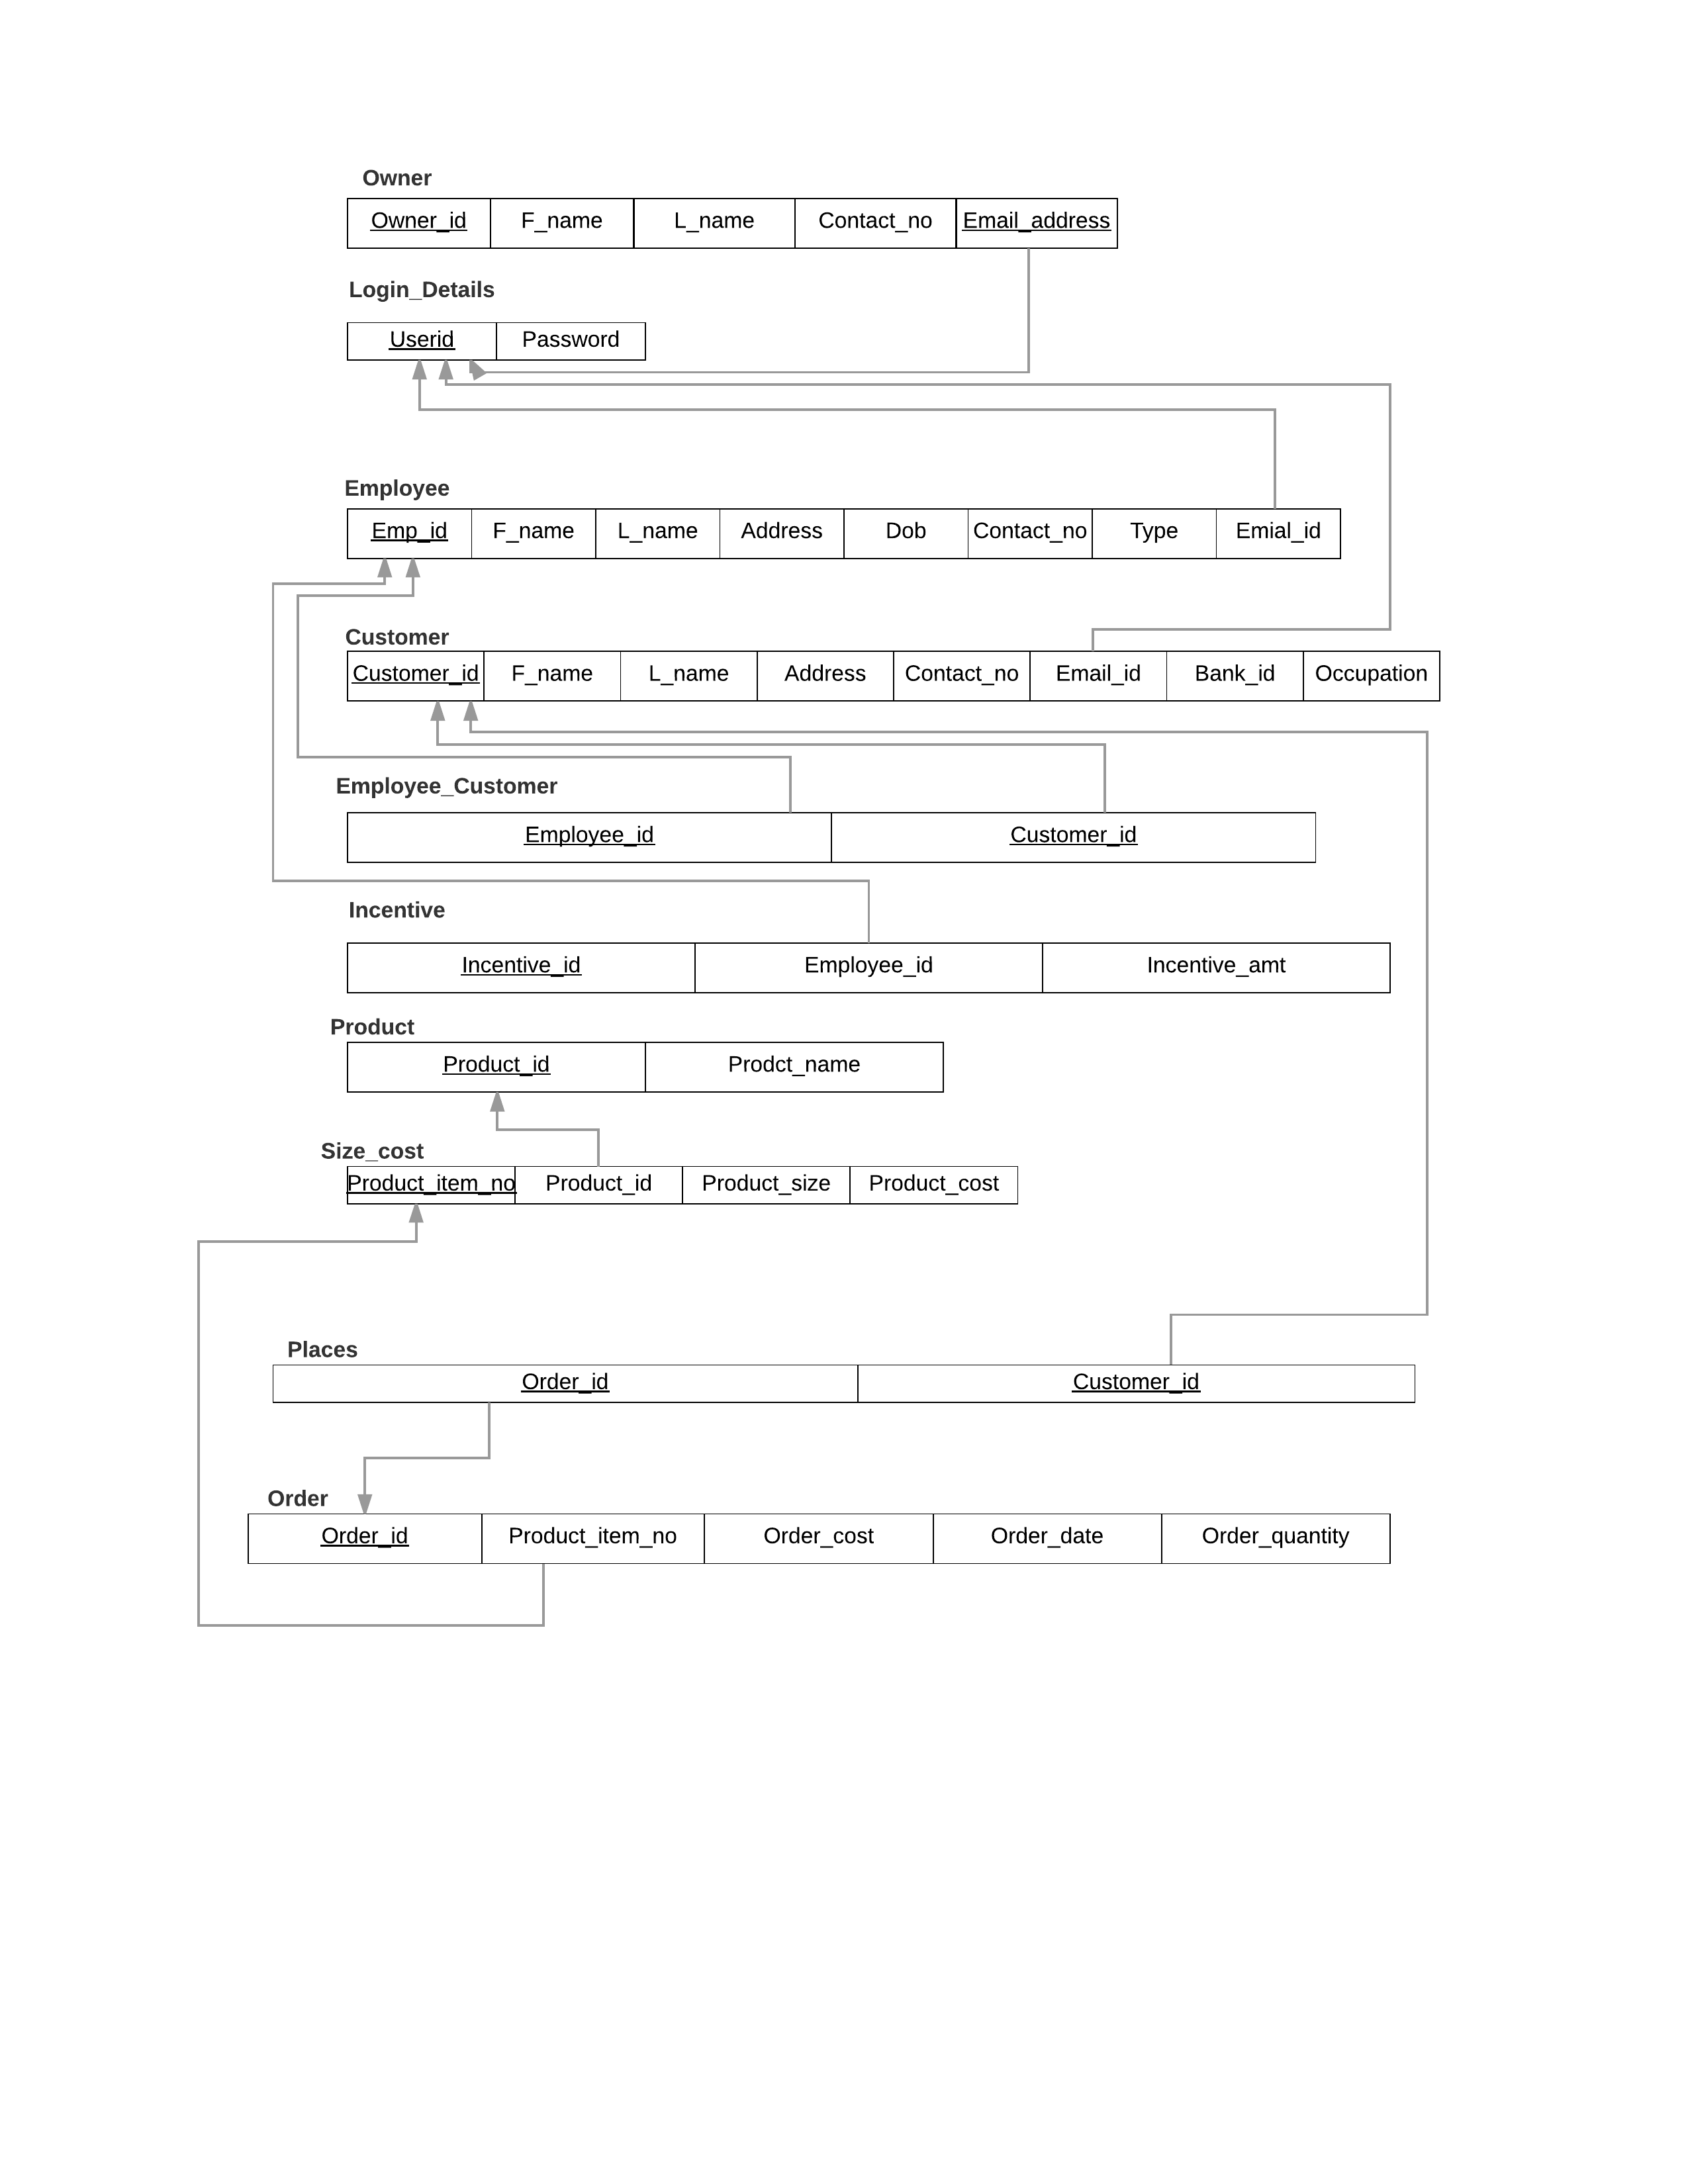 Owner
Owner_id F_name L_name Contact_no Email_address
Login_Details
Userid Password
Employee
Emp_id F_name L_name Address Dob Contact_no Type Emial_id
Customer
Customer_id F_name L_name Address Contact_no Email_id Bank_id Occupation
Employee_Customer
Employee_id Customer_id
Incentive
Incentive_id Employee_id Incentive_amt
Product
Product_id Prodct_name
Size_cost
Product_item_no Product_id Product_size Product_cost
Places
Order_id Customer_id
Order
Order_id Product_item_no Order_cost Order_date Order_quantity